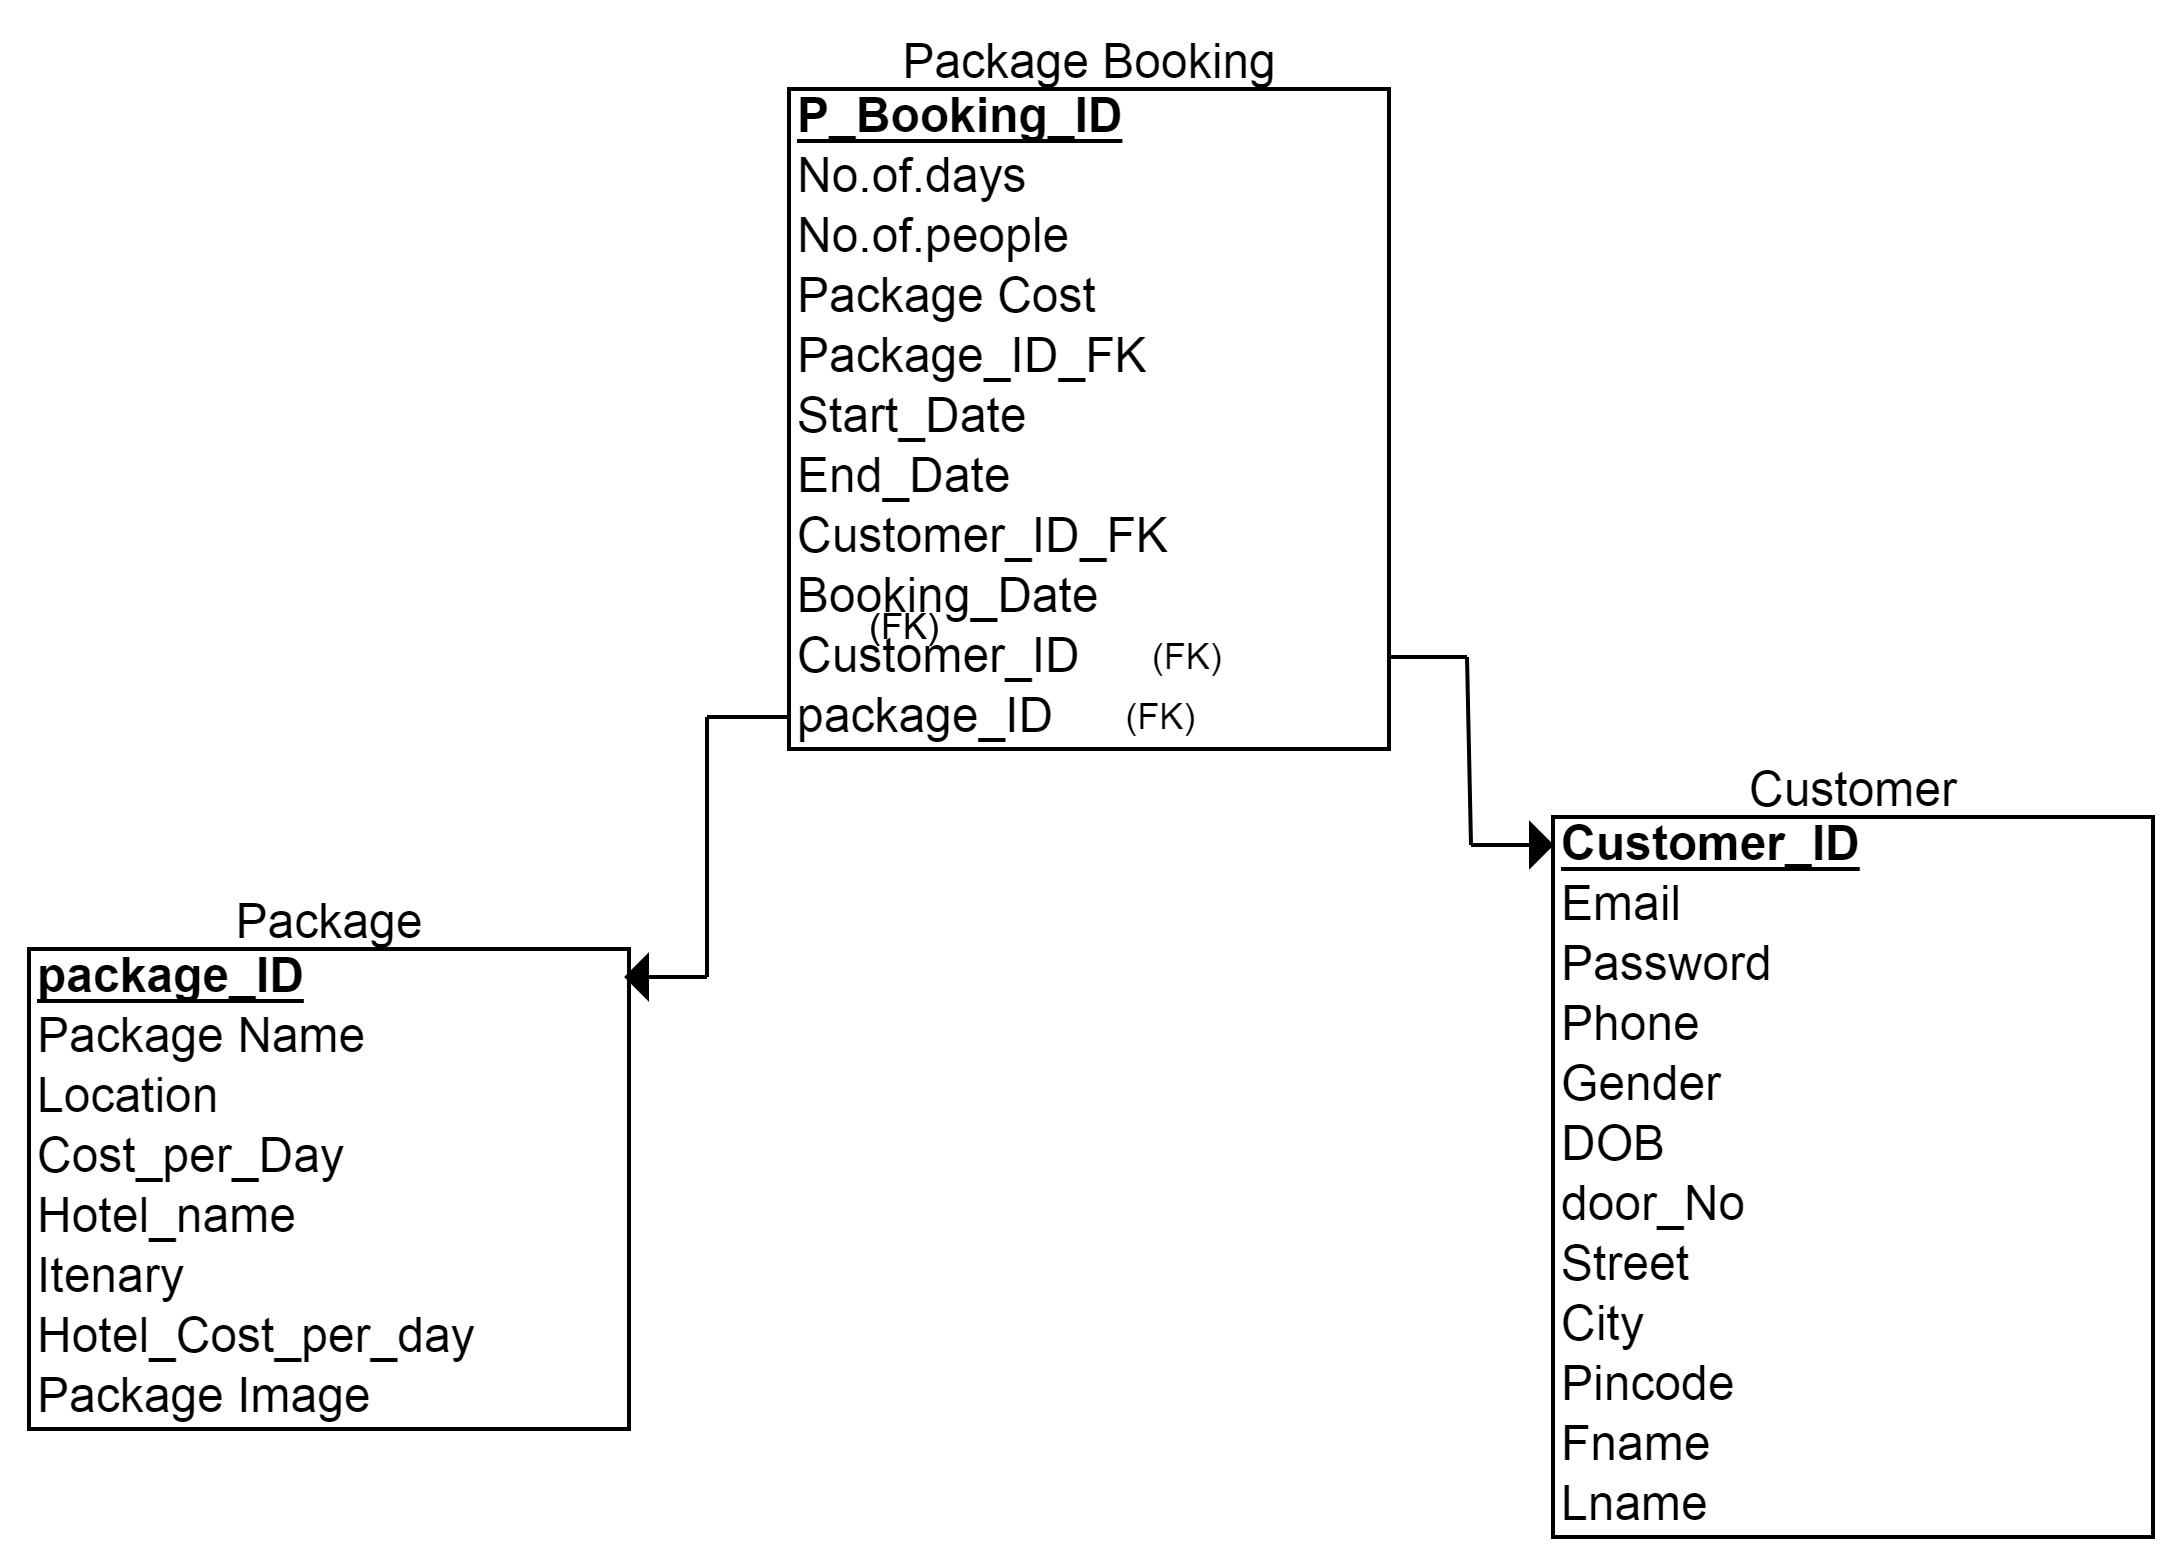 Package Booking
P_Booking_ID
No.of.days
No.of.people
Package Cost
Package_ID_FK
Start_Date
End_Date
Customer_ID_FK
Booking_Date
(FK)
Customer_ID (FK)
package_ID (FK)
Package
package_ID
Package Name
Location
Cost_per_Day
Hotel_name
Itenary
Hotel_Cost_per_day
Package Image
Customer
Customer_ID
Email
Password
Phone
Gender
DOB
door_No
Street
City
Pincode
Fname
Lname